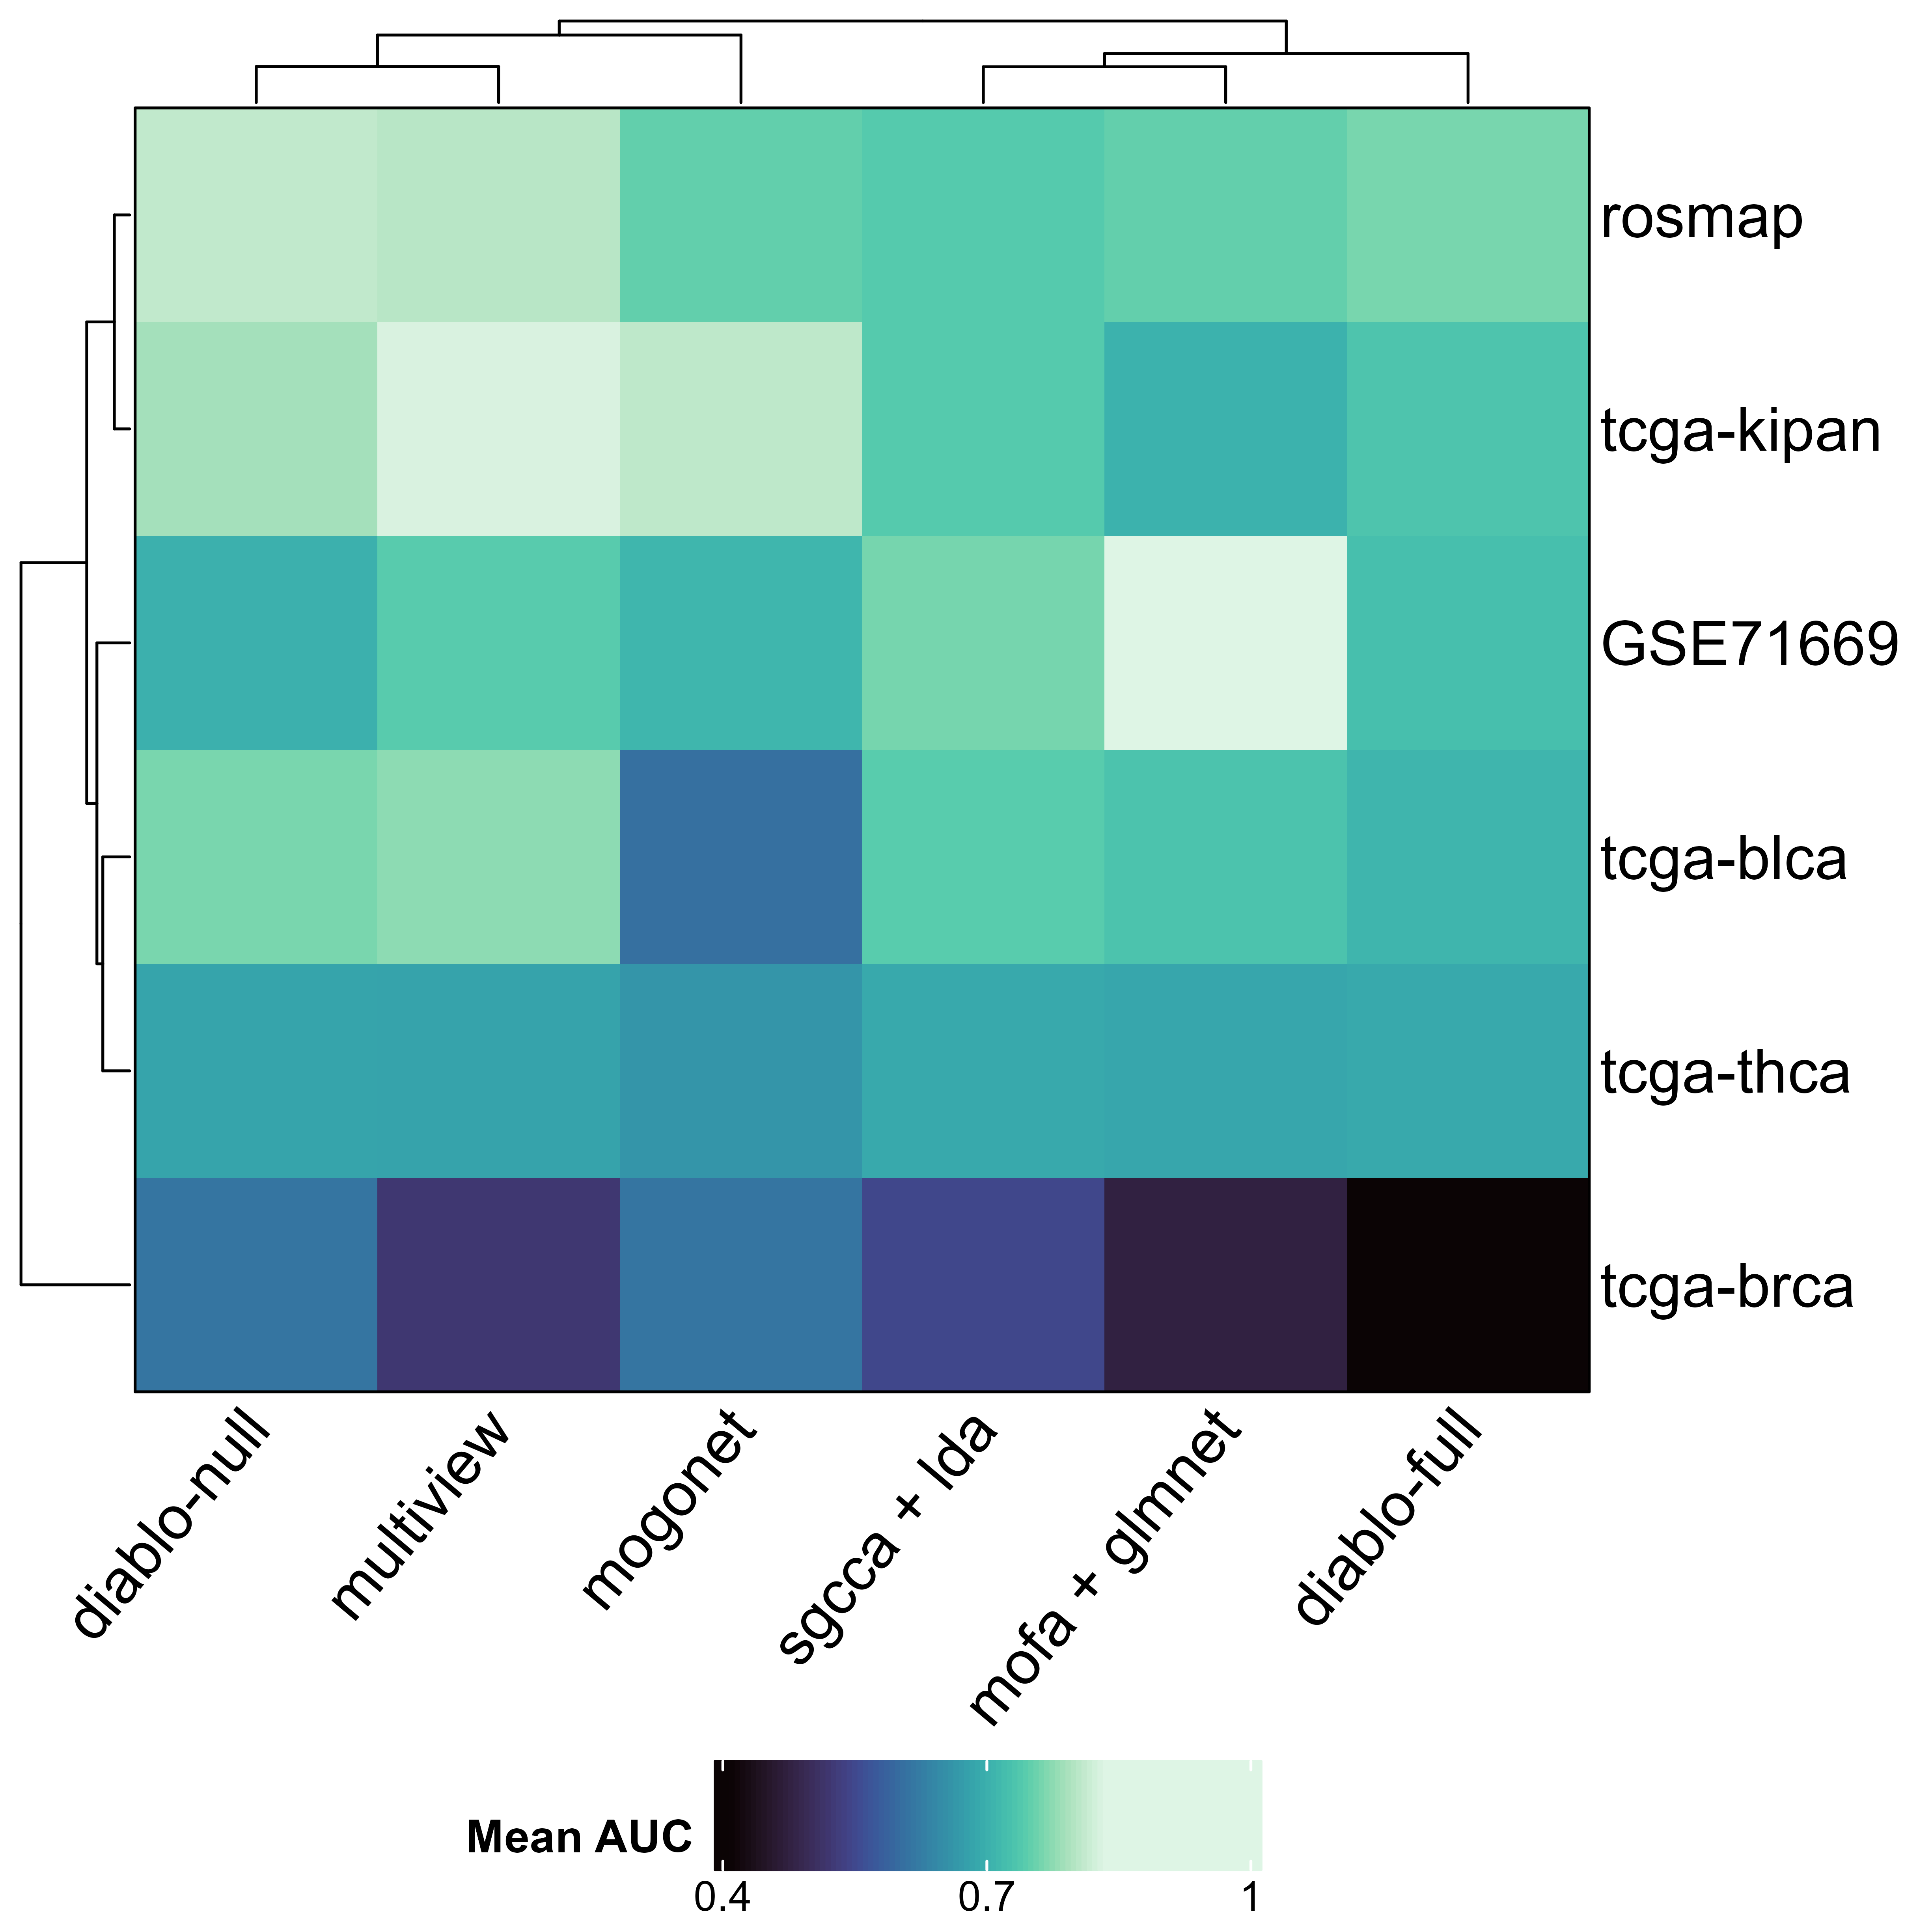 rosmap
tcga-kipan
GSE71669
tcga-blca
tcga-thca
tcga-brca
diablo-null
multiview
mogonet
sgcca + lda
mofa + glmnet
diablo-full
Mean AUC
0.4
0.7
1